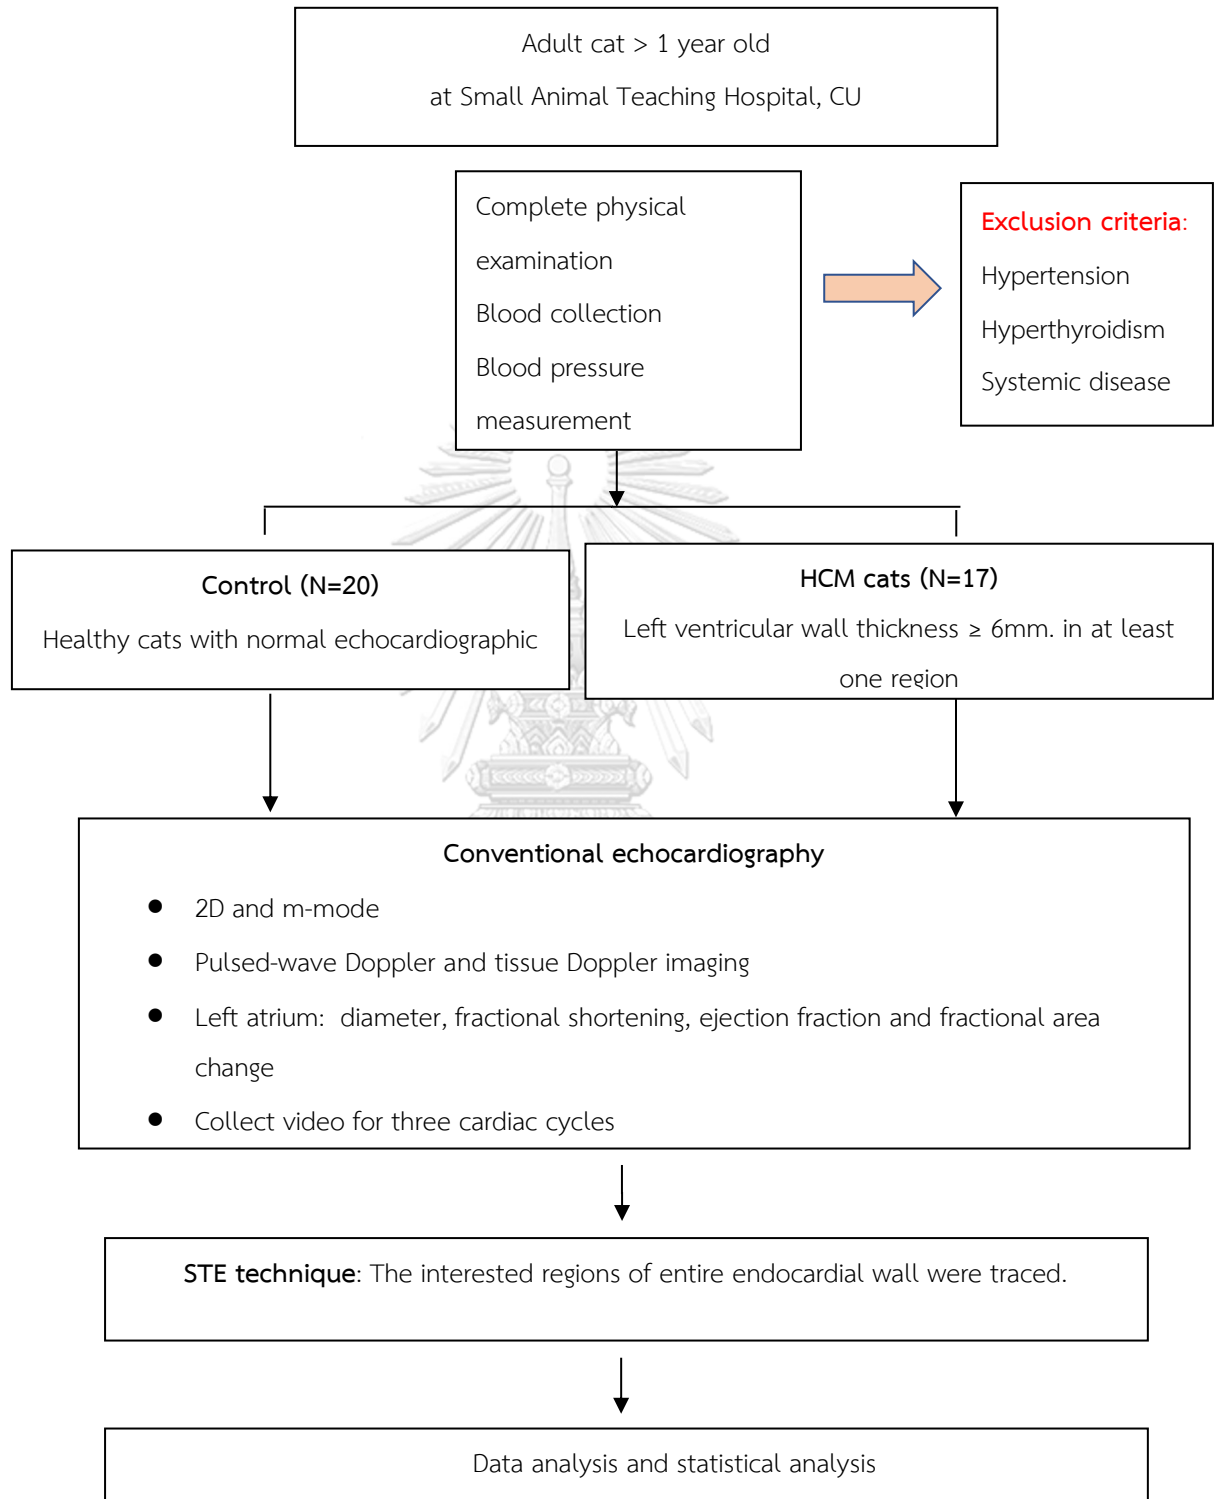 Adult cat > 1 year old
at Small Animal Teaching Hospital, CU
Complete physical
examination
Blood collection
Blood pressure
measurement
Exclusion criteria:
Hypertension
Hyperthyroidism
Systemic disease
Control (N=20)
Healthy cats with normal echocardiographic
HCM cats (N=17)
Left ventricular wall thickness ≥ 6mm. in at least
one region
Conventional echocardiography
● 2D and m-mode
● Pulsed-wave Doppler and tissue Doppler imaging
● Left atrium: diameter, fractional shortening, ejection fraction and fractional area
change
● Collect video for three cardiac cycles
STE technique: The interested regions of entire endocardial wall were traced.
Data analysis and statistical analysis